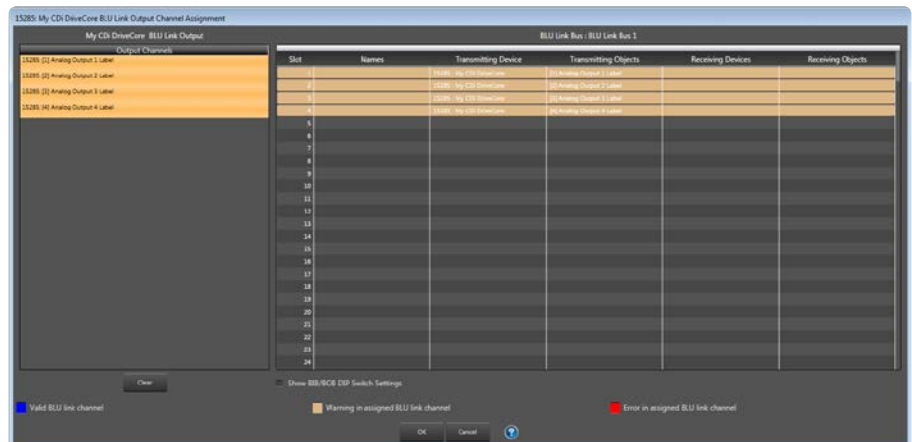 15285: My CDi DriveCore BLU Link Output Channel Assignment
My CDi DriveCore BLU Link Output
BLU Link Bus : BLU Link Bus 1
Output Channels
15285: [1] Analog Output 1 Label
15285: [2] Analog Output 2 Label
15285: [3] Analog Output 3 Label
15285: [4] Analog Output 4 Label
Slot Names Transmitting Device Transmitting Objects Receiving Devices Receiving Objects
1 15285: My CDi DriveCore [1] Analog Output 1 Label
2 15285: My CDi DriveCore [2] Analog Output 2 Label
3 15285: My CDi DriveCore [3] Analog Output 3 Label
4 15285: My CDi DriveCore [4] Analog Output 4 Label
5
6
7
8
9
10
11
12
13
14
15
16
17
18
19
20
21
22
23
24
Clear
Show BIB/BOB DIP Switch Settings
Valid BLU link channel
Warning in assigned BLU link channel
Error in assigned BLU link channel
OK
Cancel
?